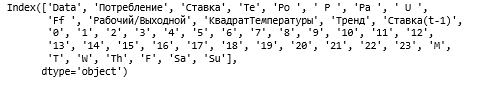 Index(['Data', 'Потребление', 'Ставка', 'Te', 'Po', ' P ', 'Pa ', ' U ',
'Ff ', 'Рабочий/Выходной', 'КвадратТемпературы', 'Тренд', 'Ставка(t-1)',
'0', '1', '2', '3', '4', '5', '6', '7', '8', '9', '10', '11', '12',
'13', '14', '15', '16', '17', '18', '19', '20', '21', '22', '23', 'M',
'T', 'W', 'Th', 'F', 'Sa', 'Su'],
dtype='object')